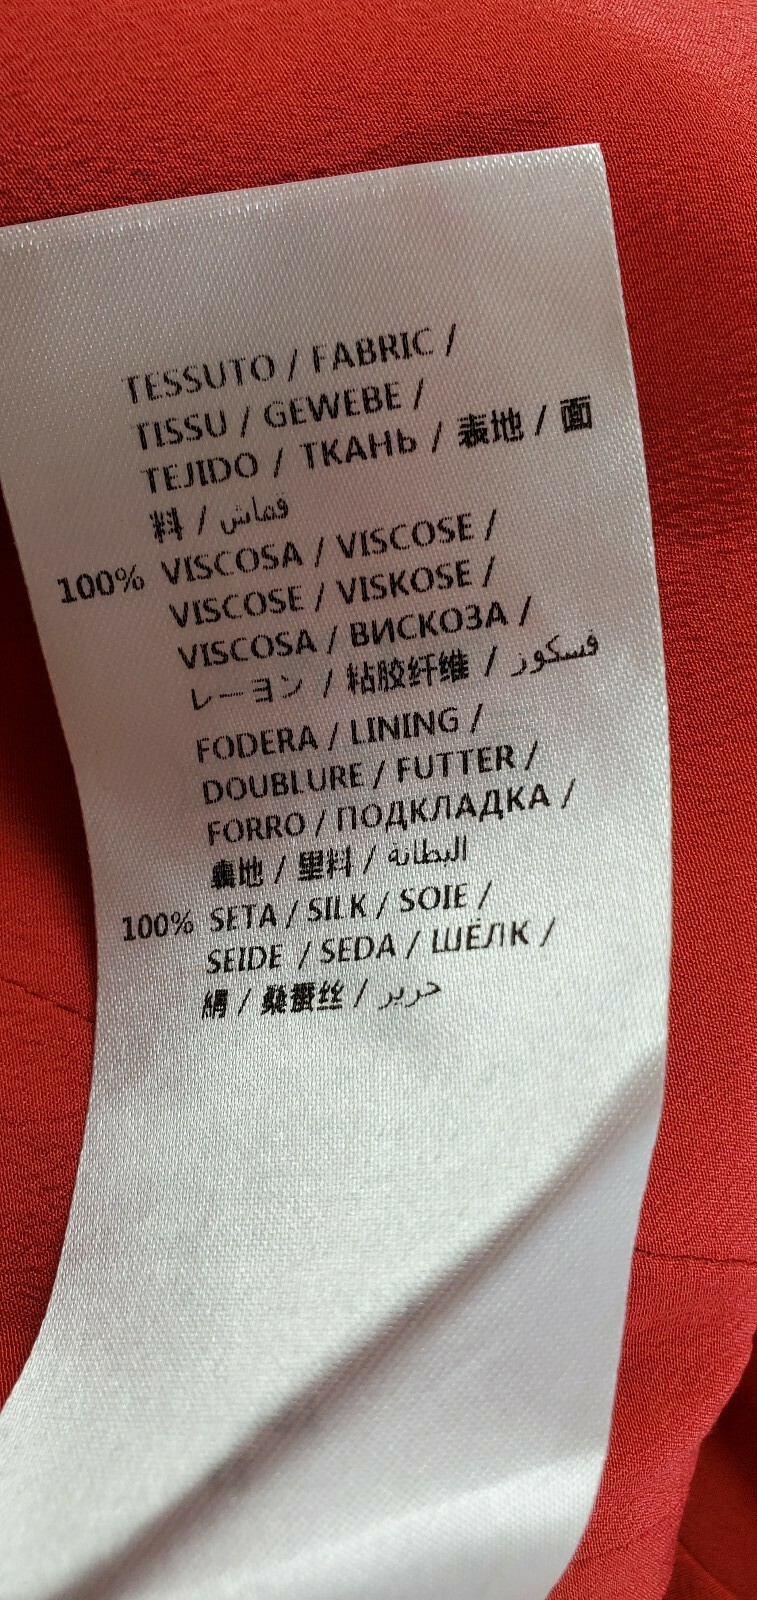 TESSUTO / FABRIC /
TISSU / GEWEBE /
TEJIDO / ТКАНЬ / 表地 / 面
料 / قماش
100% VISCOSA / VISCOSE /
VISCOSE / VISKOSE /
VISCOSA / ВИСКОЗА /
レーヨン / 粘胶纤维 / فسكوز
FODERA / LINING /
DOUBLURE / FUTTER /
FORRO / ПОДКЛАДКА /
裏地 / 里料 / البطانة
100% SETA / SILK / SOIE /
SEIDE / SEDA / ШЁЛК /
絹 / 桑蚕丝 / حرير